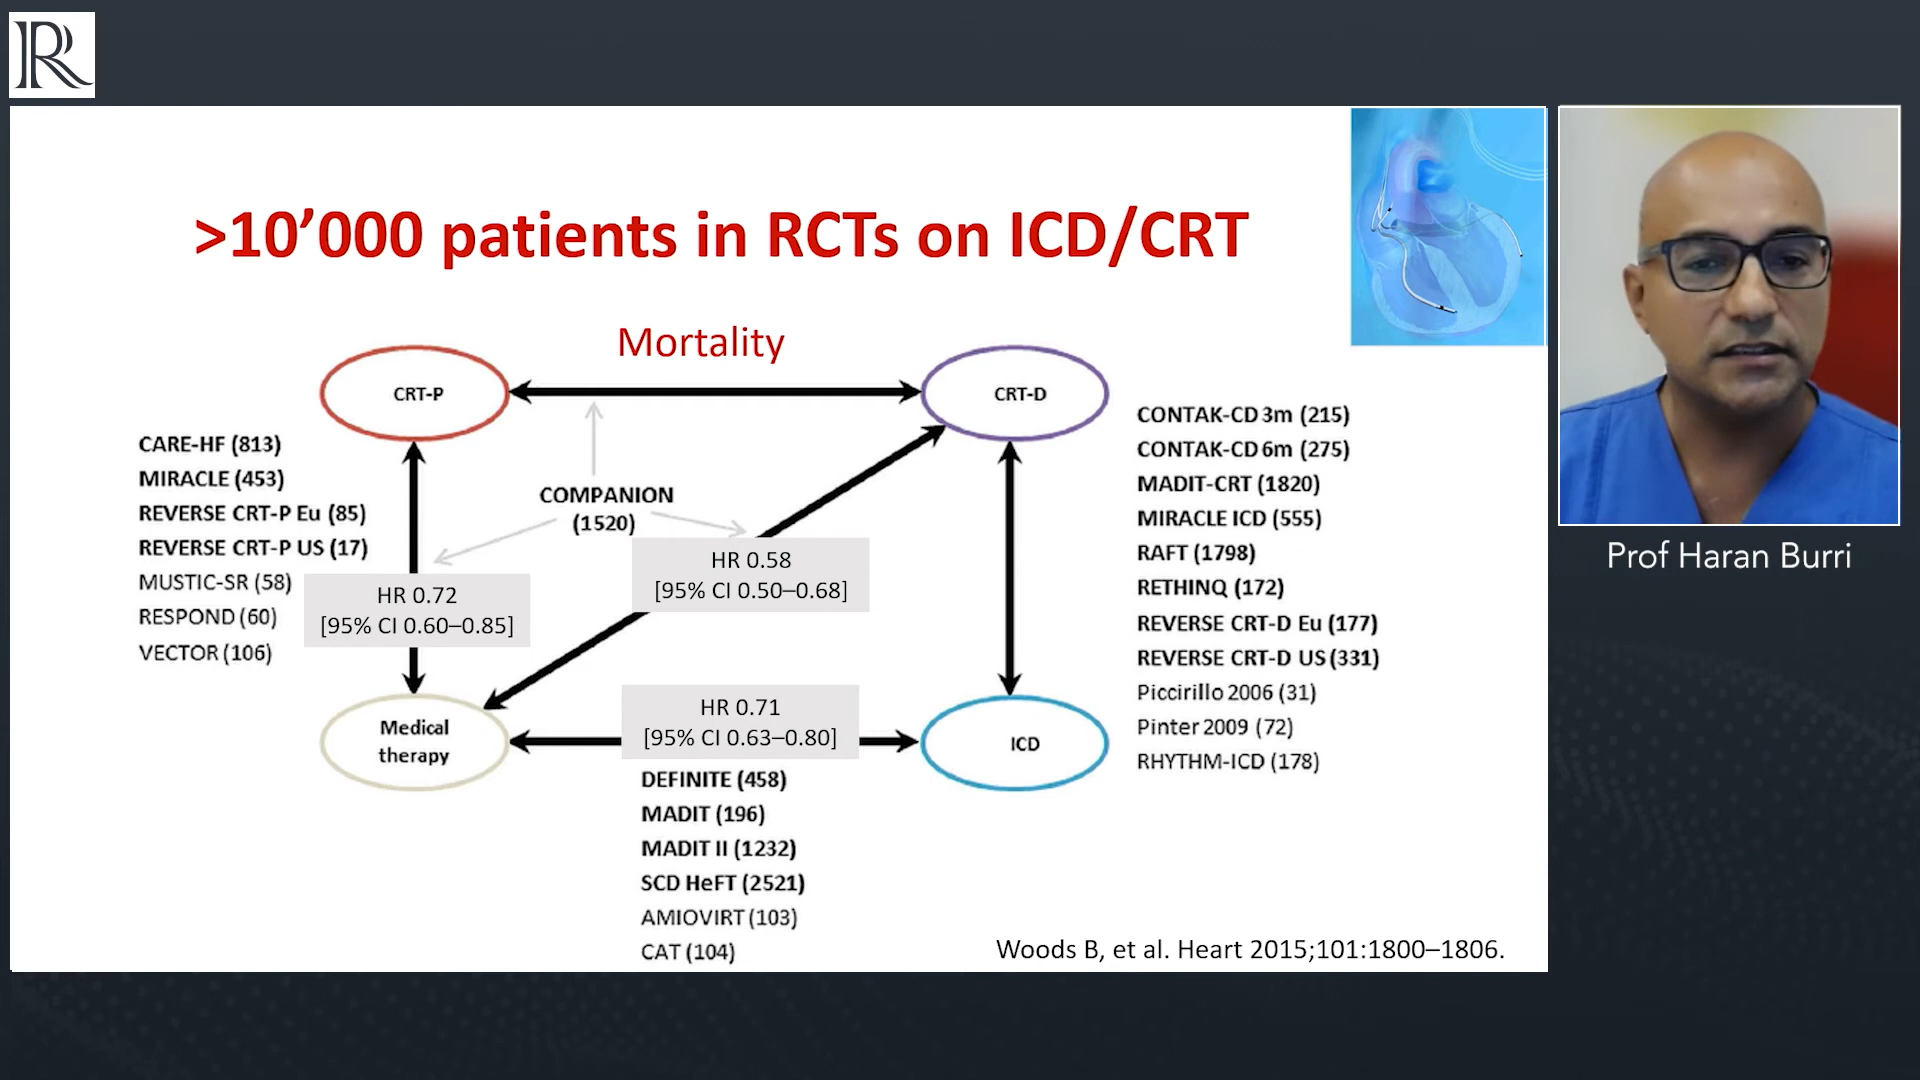 R
>10’000 patients in RCTs on ICD/CRT
Mortality
CRT-P
CRT-D
CARE-HF (813)
MIRACLE (453)
REVERSE CRT-P Eu (85)
REVERSE CRT-P US (17)
MUSTIC-SR (58)
RESPOND (60)
VECTOR (106)
COMPANION
(1520)
HR 0.72
[95% CI 0.60–0.85]
HR 0.58
[95% CI 0.50–0.68]
CONTAK-CD 3m (215)
CONTAK-CD 6m (275)
MADIT-CRT (1820)
MIRACLE ICD (555)
RAFT (1798)
RETHINQ (172)
REVERSE CRT-D Eu (177)
REVERSE CRT-D US (331)
Piccirillo 2006 (31)
Pinter 2009 (72)
RHYTHM-ICD (178)
Medical
therapy
HR 0.71
[95% CI 0.63–0.80]
ICD
DEFINITE (458)
MADIT (196)
MADIT II (1232)
SCD HeFT (2521)
AMIOVIRT (103)
CAT (104)
Woods B, et al. Heart 2015;101:1800–1806.
Prof Haran Burri